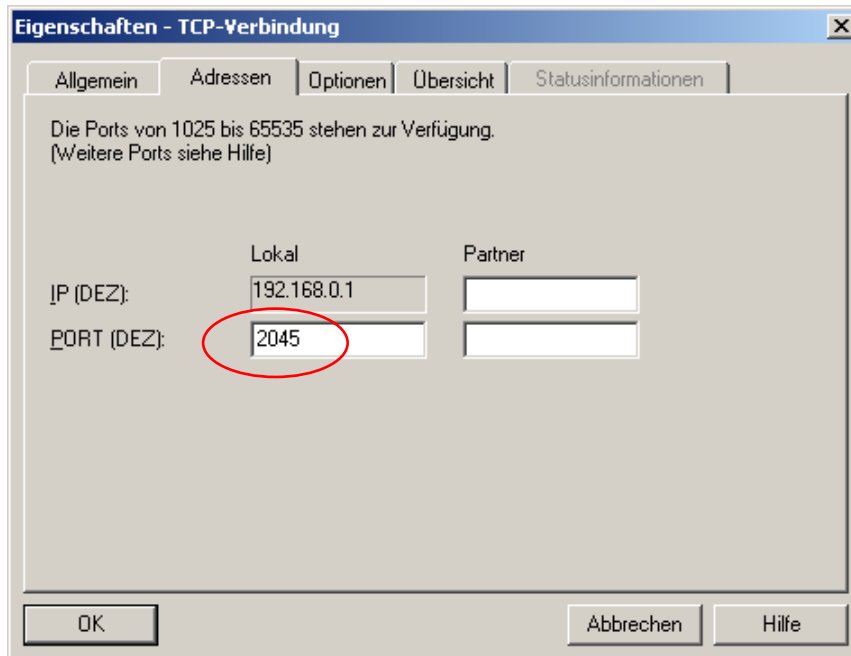 Eigenschaften - TCP-Verbindung
Allgemein Adressen Optionen Übersicht Statusinformationen
Die Ports von 1025 bis 65535 stehen zur Verfügung.
(Weitere Ports siehe Hilfe)
Lokal Partner
IP (DEZ): 192.168.0.1
PORT (DEZ): 2045
OK Abbrechen Hilfe